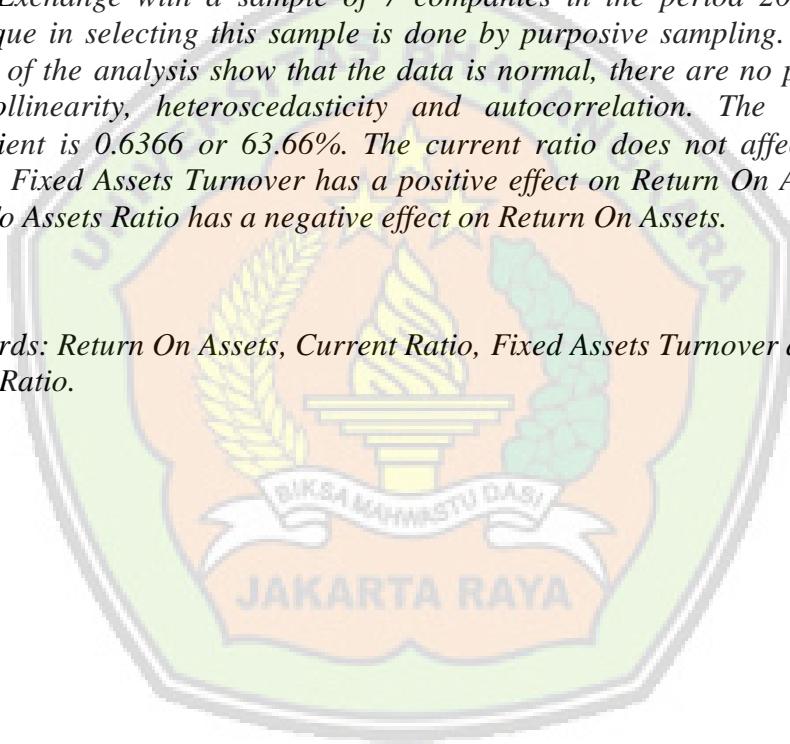 Exchange with a sample of 7 companies in the period 20
que in selecting this sample is done by purposive sampling.
of the analysis show that the data is normal, there are no p
ollinearity, heteroscedasticity and autocorrelation. The
ient is 0.6366 or 63.66%. The current ratio does not affe
Fixed Assets Turnover has a positive effect on Return On A
o Assets Ratio has a negative effect on Return On Assets.
rds: Return On Assets, Current Ratio, Fixed Assets Turnover
Ratio.
UNIVERSITAS BHAYANGKARA
BIKSA MAHWASTU DASI
JAKARTA RAYA